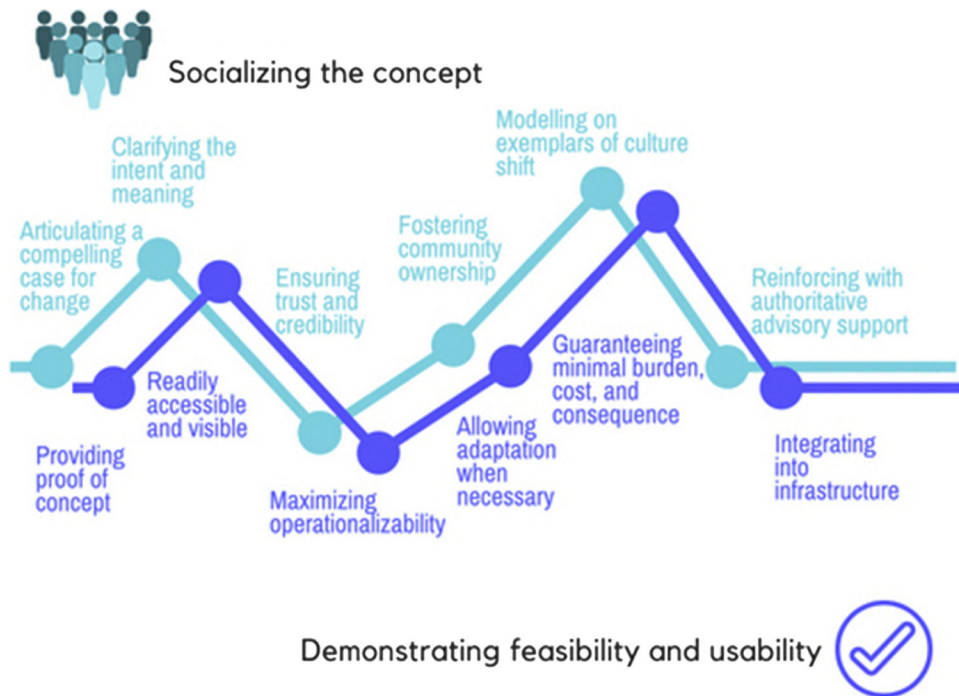 Socializing the concept
Clarifying the
intent and
meaning
Articulating a
compelling
case for
change
Ensuring
trust and
credibility
Fostering
community
ownership
Modelling on
exemplars of culture
shift
Reinforcing with
authoritative
advisory support
Providing
proof of
concept
Readily
accessible
and visible
Maximizing
operationalizability
Allowing
adaptation
when
necessary
Guaranteeing
minimal burden,
cost, and
consequence
Integrating
into
infrastructure
Demonstrating feasibility and usability